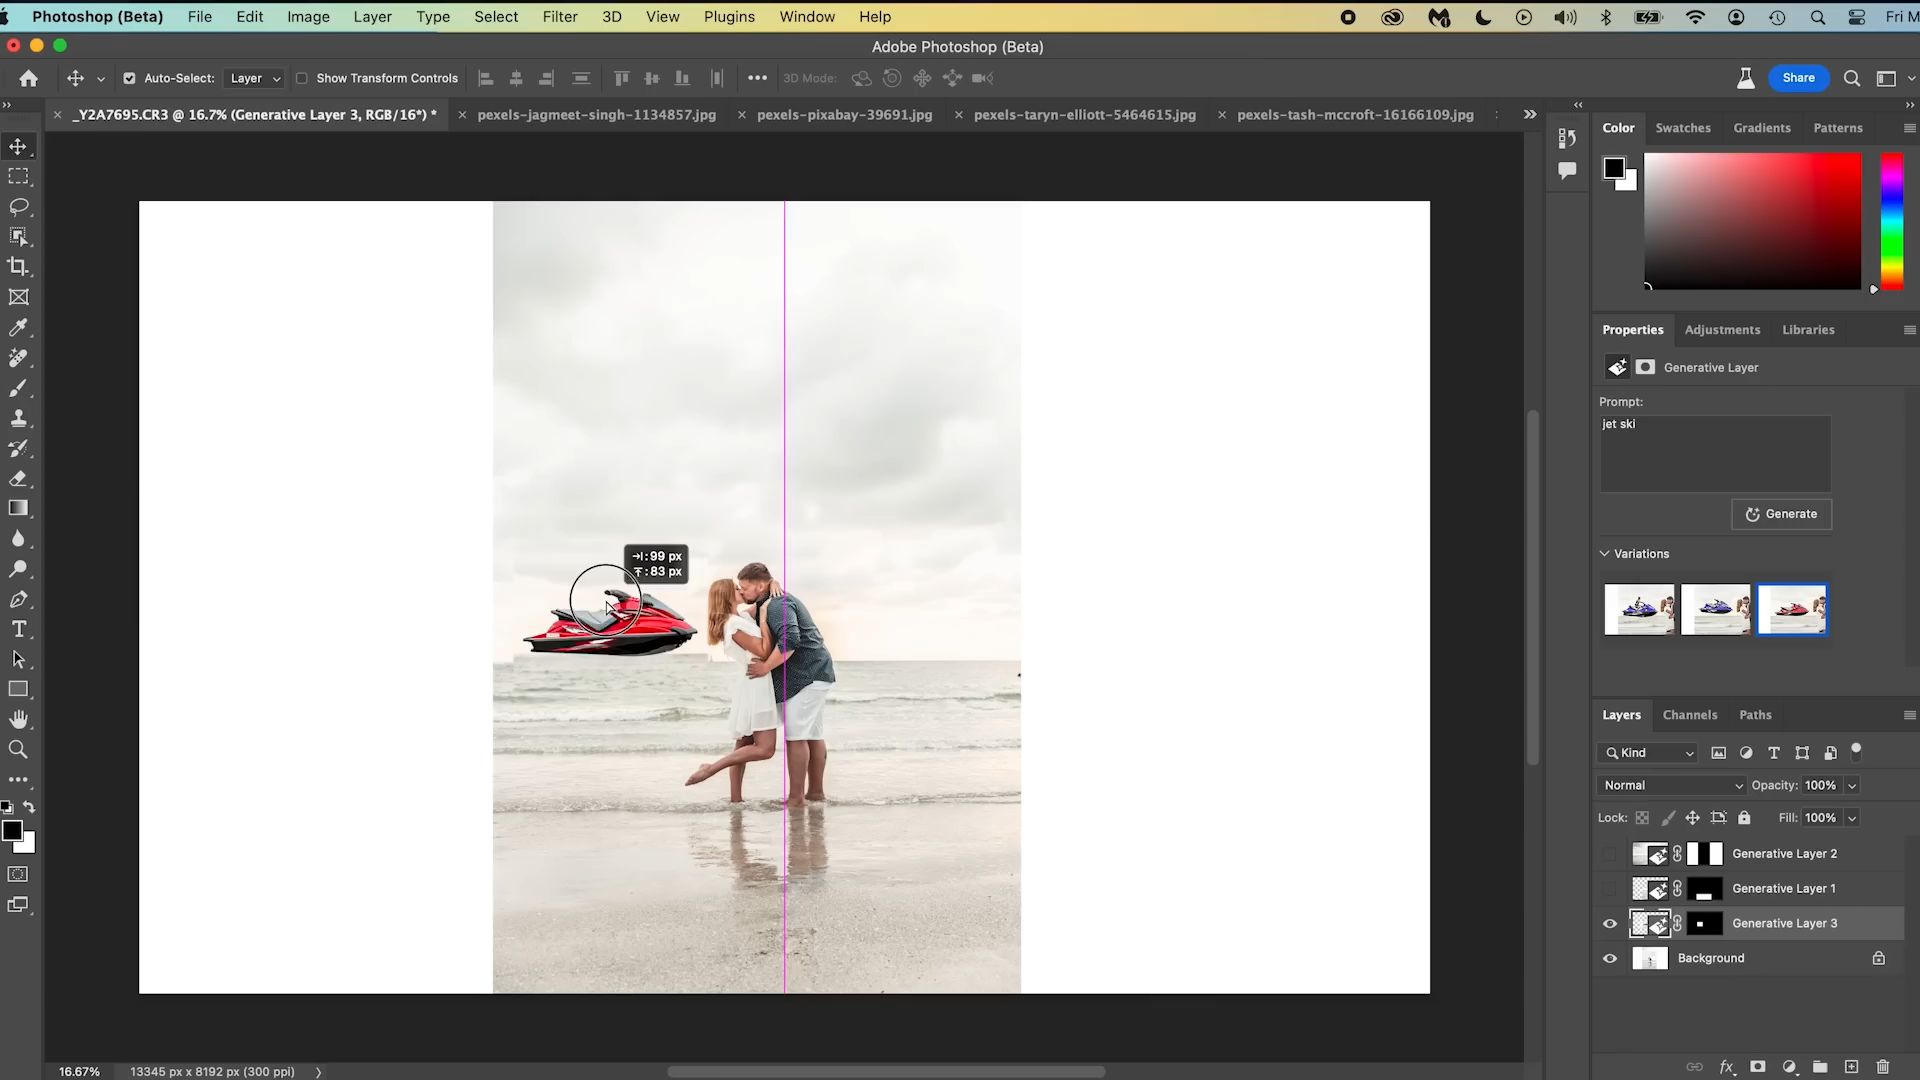 Photoshop (Beta) File Edit Image Layer Type Select Filter 3D View Plugins Window Help Fri M
Adobe Photoshop (Beta)
Auto-Select: Layer Show Transform Controls 3D Mode: Share
_Y2A7695.CR3 @ 16.7% (Generative Layer 3, RGB/16*) * pexels-jagmeet-singh-1134857.jpg pexels-pixabay-39691.jpg pexels-taryn-elliott-5464615.jpg pexels-tash-mccroft-16166109.jpg
Color Swatches Gradients Patterns
Properties Adjustments Libraries
Generative Layer
Prompt:
jet ski
Generate
Variations
: 99 px
: 83 px
Layers Channels Paths
Kind
Normal Opacity: 100%
Lock: Fill: 100%
Generative Layer 2
Generative Layer 1
Generative Layer 3
Background
16.67% 13345 px x 8192 px (300 ppi)